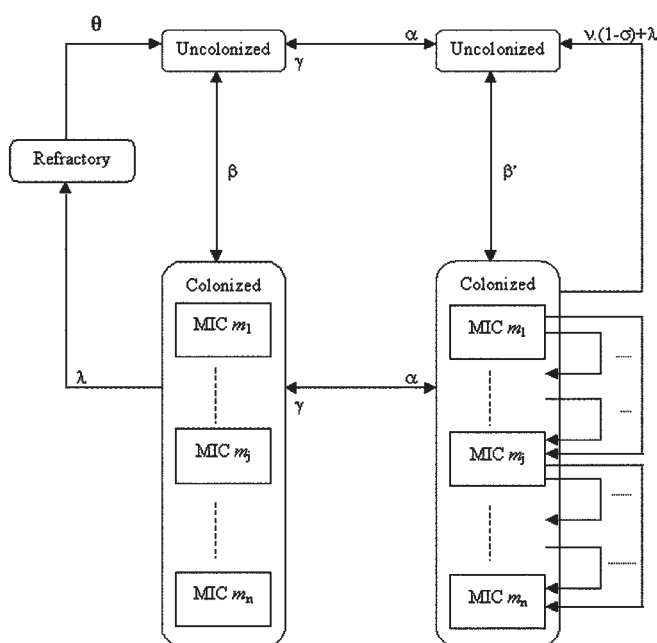 θ
Uncolonized
α
γ
Uncolonized
ν.(1-σ)+λ
Refractory
β
β'
Colonized
MIC m1
MIC mj
MIC mn
λ
α
γ
Colonized
MIC m1
MIC mj
MIC mn